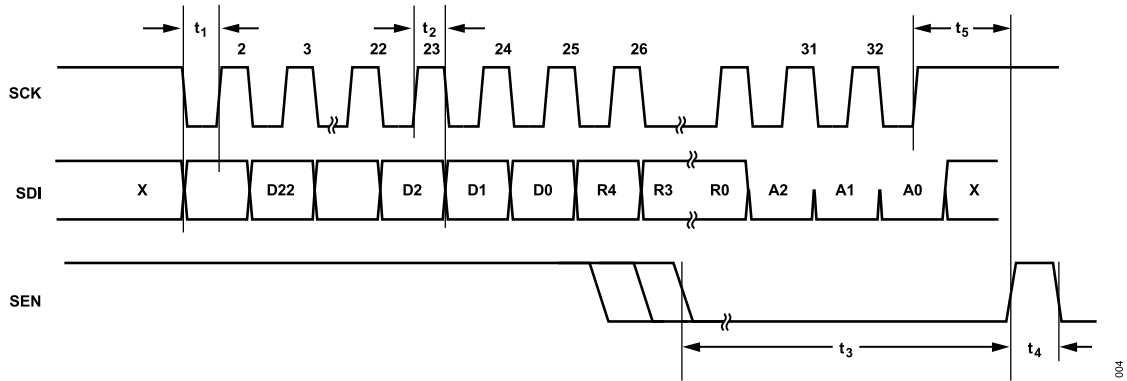 t1 t2 t5
2 3 22 23 24 25 26 31 32
SCK
SDI X D22 D2 D1 D0 R4 R3 R0 A2 A1 A0 X
SEN
t3 t4
004